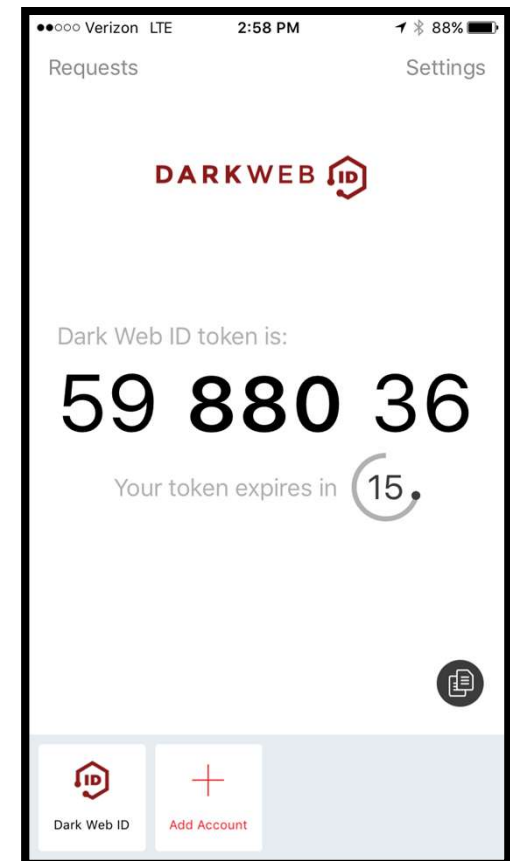 Verizon LTE 2:58 PM 88%
Requests Settings
DARKWEB ID
Dark Web ID token is:
59 880 36
Your token expires in 15
ID
Dark Web ID Add Account